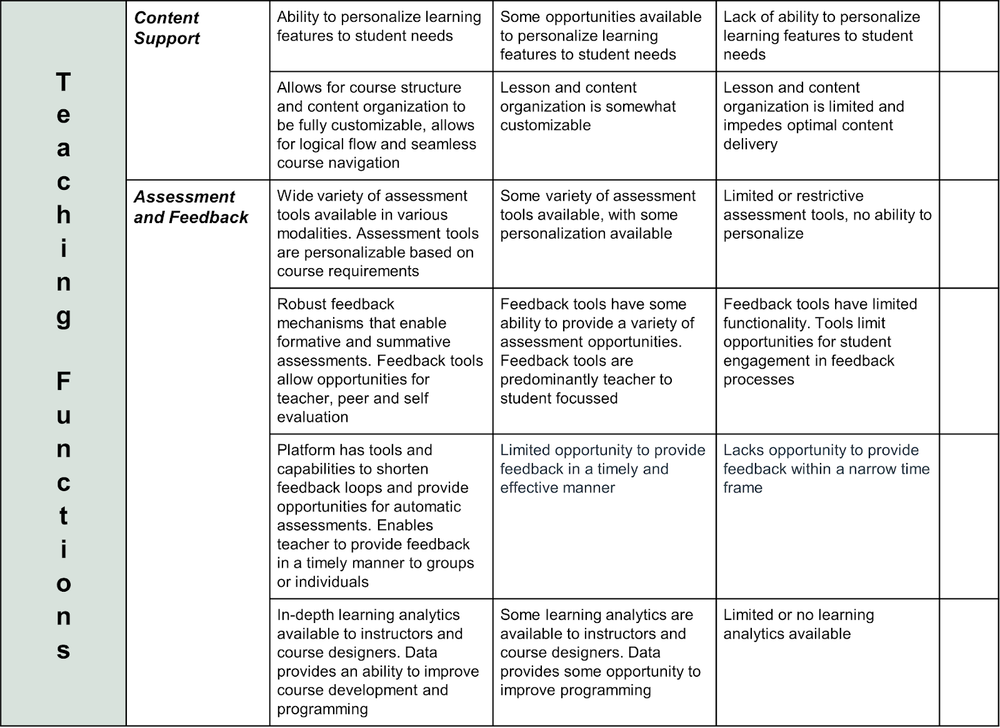 Teaching Functions
Content
Support
Ability to personalize learning
features to student needs
Some opportunities available
to personalize learning
features to student needs
Lack of ability to personalize
learning features to student
needs
Allows for course structure
and content organization to
be fully customizable, allows
for logical flow and seamless
course navigation
Lesson and content
organization is somewhat
customizable
Lesson and content
organization is limited and
impedes optimal content
delivery
Assessment
and Feedback
Wide variety of assessment
tools available in various
modalities. Assessment tools
are personalizable based on
course requirements
Some variety of assessment
tools available, with some
personalization available
Limited or restrictive
assessment tools, no ability to
personalize
Robust feedback
mechanisms that enable
formative and summative
assessments. Feedback tools
allow opportunities for
teacher, peer and self
evaluation
Feedback tools have some
ability to provide a variety of
assessment opportunities.
Feedback tools are
predominantly teacher to
student focussed
Feedback tools have limited
functionality. Tools limit
opportunities for student
engagement in feedback
processes
Platform has tools and
capabilities to shorten
feedback loops and provide
opportunities for automatic
assessments. Enables
teacher to provide feedback
in a timely manner to groups
or individuals
Limited opportunity to provide
feedback in a timely and
effective manner
Lacks opportunity to provide
feedback within a narrow time
frame
In-depth learning analytics
available to instructors and
course designers. Data
provides an ability to improve
course development and
programming
Some learning analytics are
available to instructors and
course designers. Data
provides some opportunity to
improve programming
Limited or no learning
analytics available